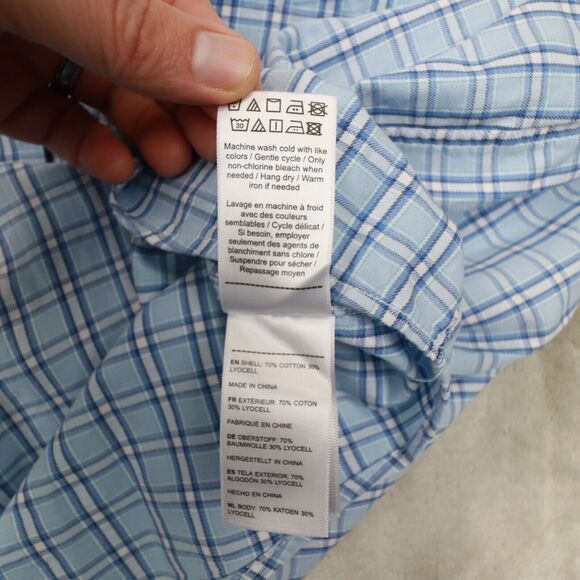 30
Machine wash cold with like
colors / Gentle cycle / Only
non-chlorine bleach when
needed / Hang dry / Warm
iron if needed
Lavage en machine à froid
avec des couleurs
semblables / Cycle délicat /
Si besoin, employer
seulement des agents de
blanchiment sans chlore /
Suspendre pour sécher /
Repassage moyen
EN SHELL: 70% COTTON 30%
LYOCELL
MADE IN CHINA
FR EXTÉRIEUR: 70% COTON
30% LYOCELL
FABRIQUÉ EN CHINE
DE OBERSTOFF: 70%
BAUMWOLLE 30% LYOCELL
HERGESTELLT IN CHINA
ES TELA EXTERIOR: 70%
ALGODÓN 30% LYOCELL
HECHO EN CHINA
NL BODY: 70% KATOEN 30%
LYOCELL